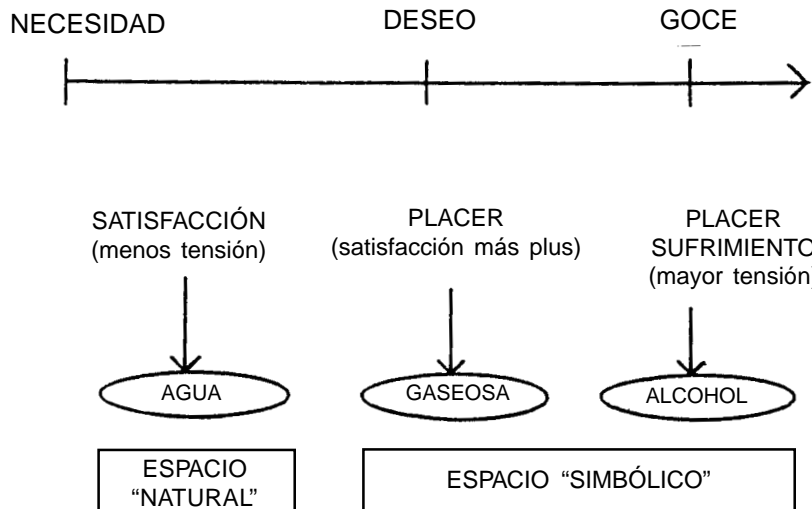 NECESIDAD DESEO GOCE
SATISFACCIÓN
(menos tensión)
PLACER
(satisfacción más plus)
PLACER
SUFRIMIENTO
(mayor tensión)
AGUA
GASEOSA
ALCOHOL
ESPACIO
“NATURAL”
ESPACIO “SIMBÓLICO”